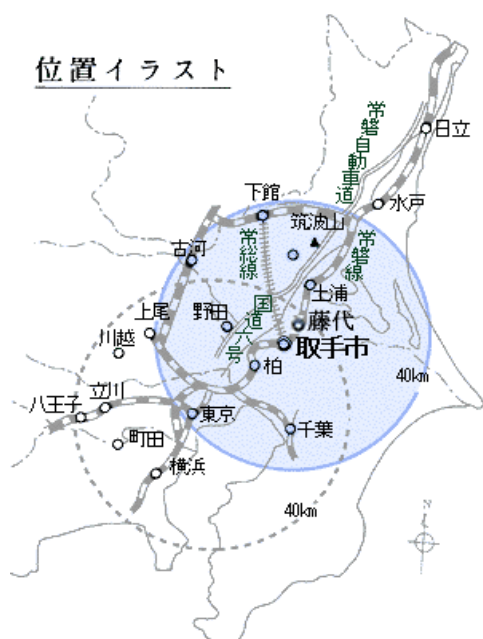 位置イラスト
常磐自動車道
日立
下館
水戸
筑波山
常総線
常磐線
古河
土浦
国道六号
上尾
野田
藤代
川越
取手市
柏
40km
立川
八王子
東京
千葉
町田
横浜
40km
N